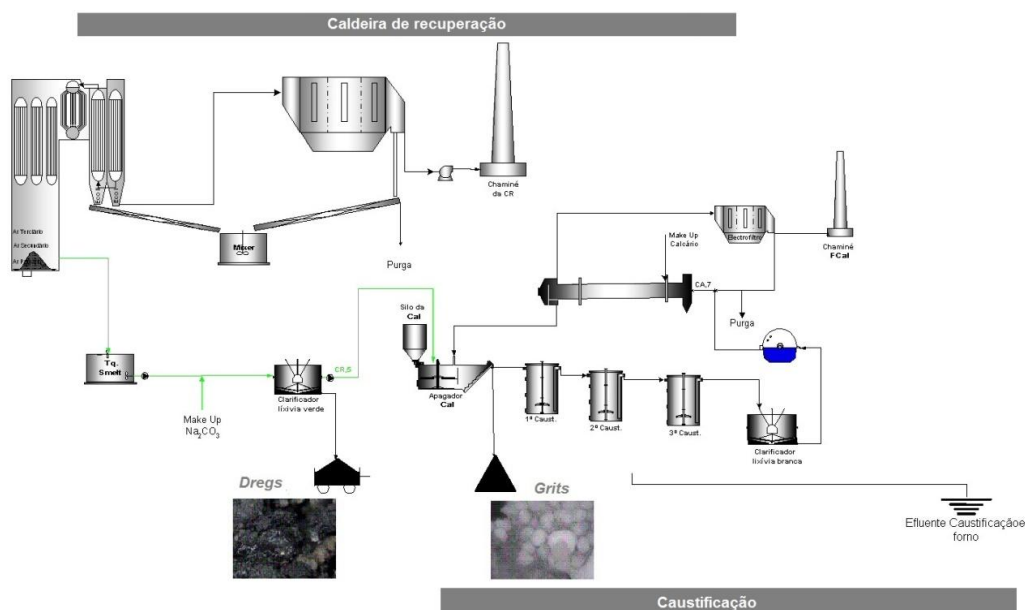 Caldeira de recuperação
Chaminé
da CR
Ar Terciário
Ar Secundário
Mixer
Purga
Make Up
Calcário
Electrofiltro
Chaminé
FCal
CA,7
Purga
Silo da
Cal
Tq.
Smelt
CR,5
Clarificador
lixívia verde
Make Up
Na₂CO₃
Apagador
Cal
1ª Caust.
2ª Caust.
3ª Caust.
Clarificador
lixívia branca
Dregs
Grits
Efluente Caustificaçãoe
forno
Caustificação